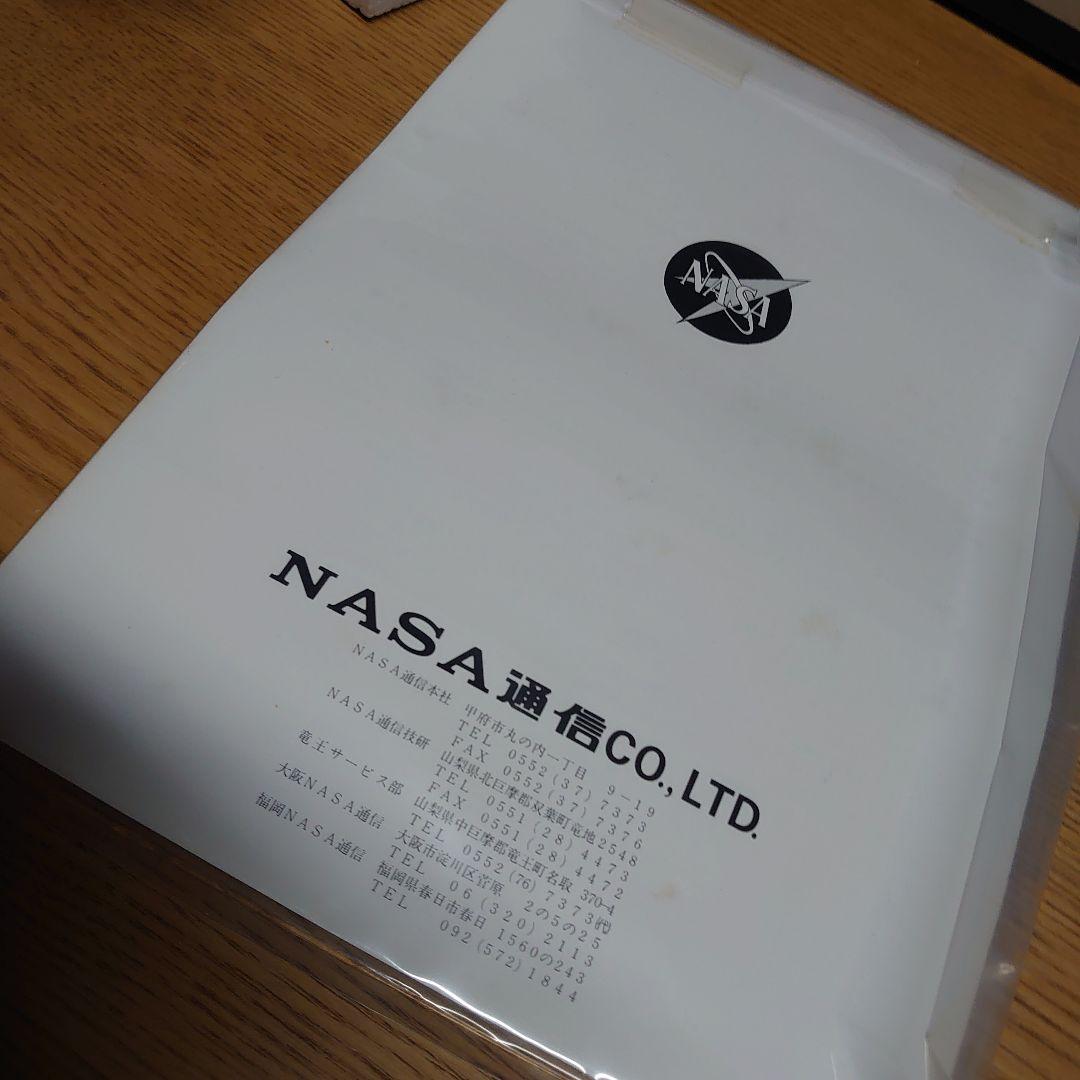 NASA
NASA通信CO., LTD.
NASA通信本社 甲府市丸の内一丁目 9-19
TEL 0552(37)7373
FAX 0552(37)7376
NASA通信技研 山梨県北巨摩郡双葉町竜地2548
TEL 0551(28)4473
FAX 0551(28)4472
竜王サービス部 山梨県中巨摩郡竜王町名取 370-4
TEL 0552(76)7373㈹
大阪NASA通信 大阪市淀川区菅原 2の5の25
TEL 06(320)2113
福岡NASA通信 福岡県春日市春日 1560の243
TEL 092(572)1844